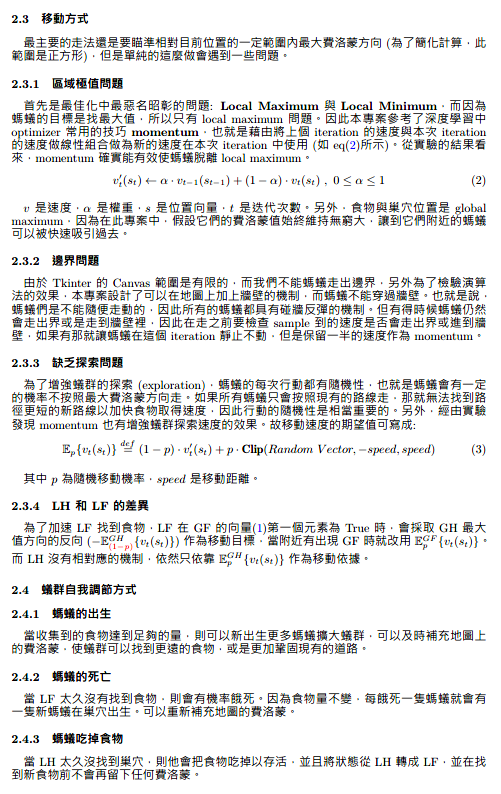 2.3 移動方式
最主要的走法還是要瞄準相對目前位置的一定範圍內最大費洛蒙方向 (為了簡化計算，此
範圍是正方形)，但是單純的這麼做會遇到一些問題。
2.3.1 區域極值問題
首先是最佳化中最惡名昭彰的問題: Local Maximum 與 Local Minimum，而因為
螞蟻的目標是找最大值，所以只有 local maximum 問題。因此本專案參考了深度學習中
optimizer 常用的技巧 momentum，也就是藉由將上個 iteration 的速度與本次 iteration
的速度做線性組合做為新的速度在本次 iteration 中使用 (如 eq(2)所示)。從實驗的結果看
來，momentum 確實能有效使螞蟻脫離 local maximum。
v′t(st) ← α · vt−1(st−1) + (1 − α) · vt(st) , 0 ≤ α ≤ 1 (2)
v 是速度，α 是權重，s 是位置向量，t 是迭代次數。另外，食物與巢穴位置是 global
maximum，因為在此專案中，假設它們的費洛蒙值始終維持無窮大，讓到它們附近的螞蟻
可以被快速吸引過去。
2.3.2 邊界問題
由於 Tkinter 的 Canvas 範圍是有限的，而我們不能螞蟻走出邊界，另外為了檢驗演算
法的效果，本專案設計了可以在地圖上加上牆壁的機制，而螞蟻不能穿過牆壁。也就是說，
螞蟻們是不能隨便走動的，因此所有的螞蟻都具有碰牆反彈的機制。但有得時候螞蟻仍然
會走出界或是走到牆壁裡，因此在走之前要檢查 sample 到的速度是否會走出界或進到牆
壁，如果有那就讓螞蟻在這個 iteration 靜止不動，但是保留一半的速度作為 momentum。
2.3.3 缺乏探索問題
為了增強蟻群的探索 (exploration)，螞蟻的每次行動都有隨機性，也就是螞蟻會有一定
的機率不按照最大費洛蒙方向走。如果所有螞蟻只會按照現有的路線走，那就無法找到路
徑更短的新路線以加快食物取得速度，因此行動的隨機性是相當重要的。另外，經由實驗
發現 momentum 也有增強蟻群探索速度的效果。故移動速度的期望值可寫成:
𝔼p{vt(st)} def= (1 − p) · v′t(st) + p · Clip(Random Vector, −speed, speed) (3)
其中 p 為隨機移動機率，speed 是移動距離。
2.3.4 LH 和 LF 的差異
為了加速 LF 找到食物，LF 在 GF 的向量(1)第一個元素為 True 時，會採取 GH 最大
值方向的反向 (−𝔼GH(1−p){vt(st)}) 作為移動目標，當附近有出現 GF 時就改用 𝔼GFp{vt(st)}。
而 LH 沒有相對應的機制，依然只依靠 𝔼GHp{vt(st)} 作為移動依據。
2.4 蟻群自我調節方式
2.4.1 螞蟻的出生
當收集到的食物達到足夠的量，則可以新出生更多螞蟻擴大蟻群，可以及時補充地圖上
的費洛蒙，使蟻群可以找到更遠的食物，或是更加鞏固現有的道路。
2.4.2 螞蟻的死亡
當 LF 太久沒有找到食物，則會有機率餓死。因為食物量不變，每餓死一隻螞蟻就會有
一隻新螞蟻在巢穴出生。可以重新補充地圖的費洛蒙。
2.4.3 螞蟻吃掉食物
當 LH 太久沒找到巢穴，則他會把食物吃掉以存活，並且將狀態從 LH 轉成 LF，並在找
到新食物前不會再留下任何費洛蒙。